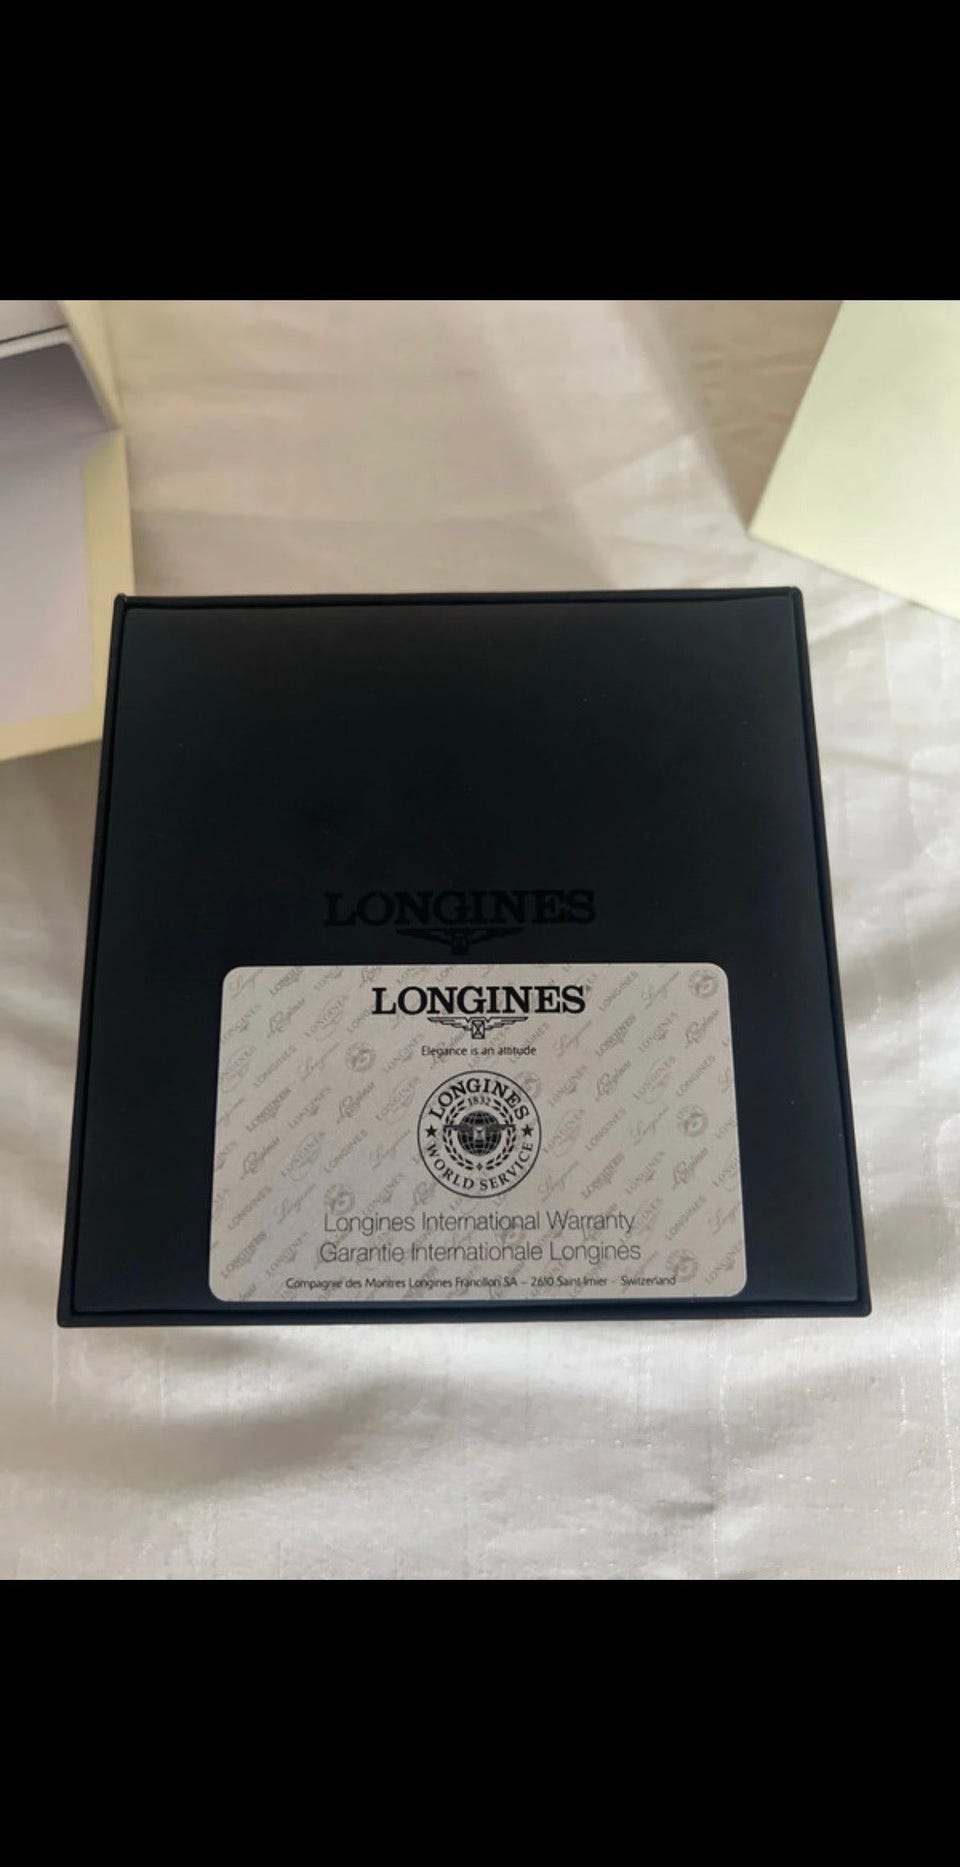 LONGINES
LONGINES
Elegance is an attitude
LONGINES
1832
WORLD SERVICE
Longines International Warranty
Garantie Internationale Longines
Compagnie des Montres Longines Francillon SA – 2610 Saint-Imier – Switzerland